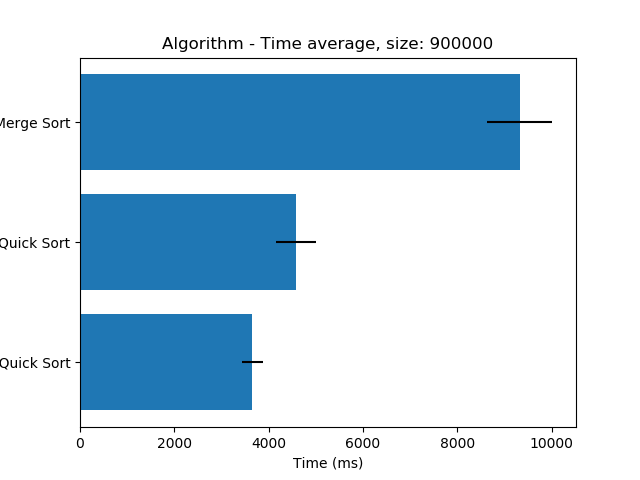 Algorithm - Time average, size: 900000
Merge Sort
Quick Sort
Quick Sort
0 2000 4000 6000 8000 10000
Time (ms)